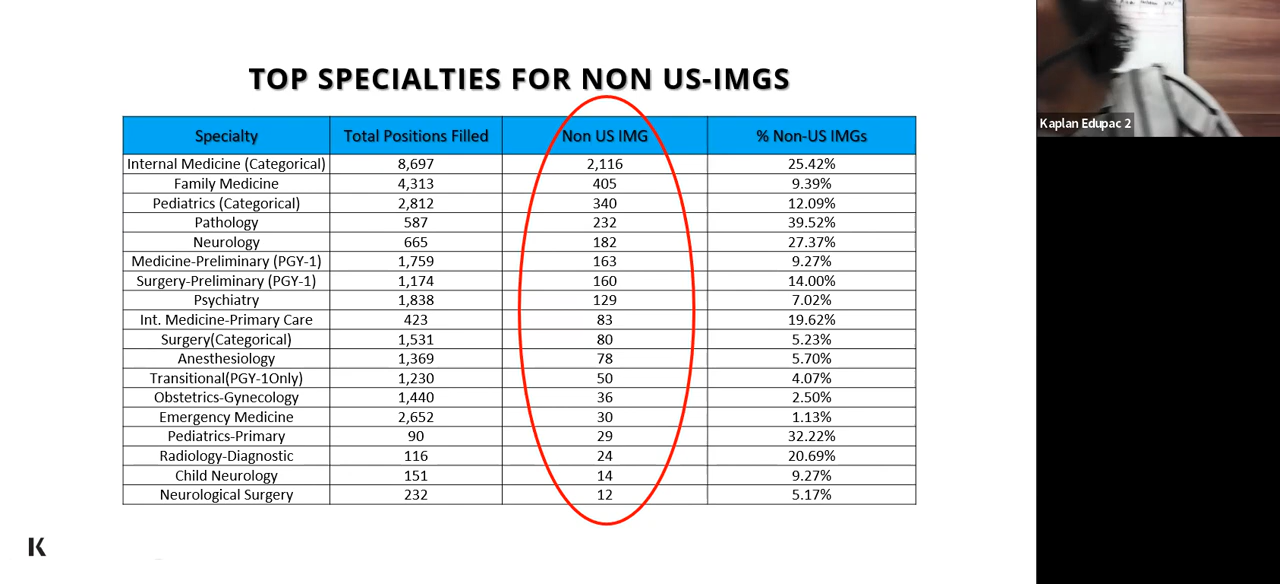 TOP SPECIALTIES FOR NON US-IMGS
Specialty Total Positions Filled Non US IMG % Non-US IMGs
Internal Medicine (Categorical) 8,697 2,116 25.42%
Family Medicine 4,313 405 9.39%
Pediatrics (Categorical) 2,812 340 12.09%
Pathology 587 232 39.52%
Neurology 665 182 27.37%
Medicine-Preliminary (PGY-1) 1,759 163 9.27%
Surgery-Preliminary (PGY-1) 1,174 160 14.00%
Psychiatry 1,838 129 7.02%
Int. Medicine-Primary Care 423 83 19.62%
Surgery(Categorical) 1,531 80 5.23%
Anesthesiology 1,369 78 5.70%
Transitional(PGY-1Only) 1,230 50 4.07%
Obstetrics-Gynecology 1,440 36 2.50%
Emergency Medicine 2,652 30 1.13%
Pediatrics-Primary 90 29 32.22%
Radiology-Diagnostic 116 24 20.69%
Child Neurology 151 14 9.27%
Neurological Surgery 232 12 5.17%
K
Kaplan Edupac 2